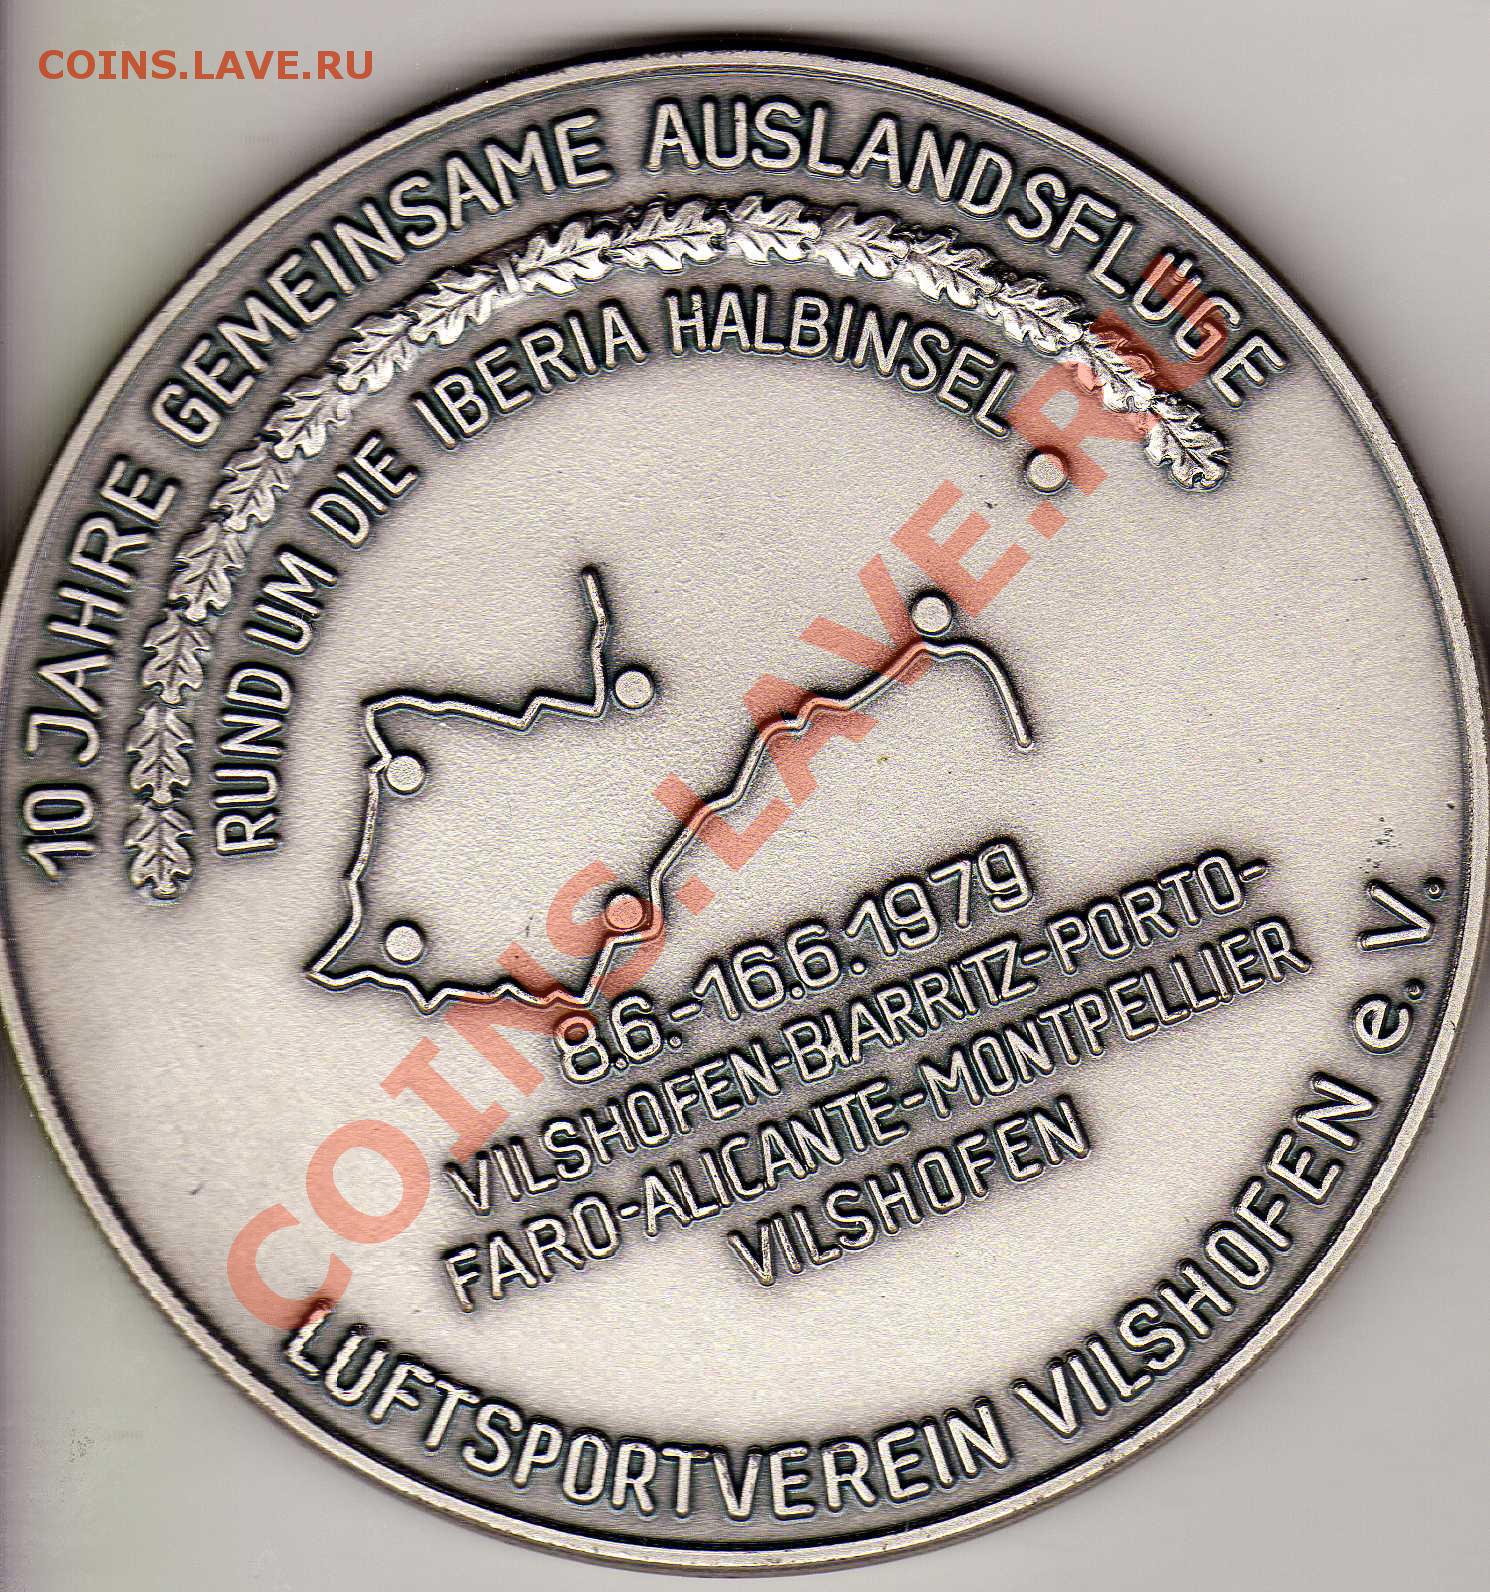 COINS.LAVE.RU
10 JAHRE GEMEINSAME AUSLANDSFLÜGE
RUND UM DIE IBERIA HALBINSEL
8.6.-16.6.1979
VILSHOFEN-BIARRITZ-PORTO-
FARO-ALICANTE-MONTPELLIER
VILSHOFEN
LUFTSPORTVEREIN VILSHOFEN e.V.
COINS.LAVE.RU